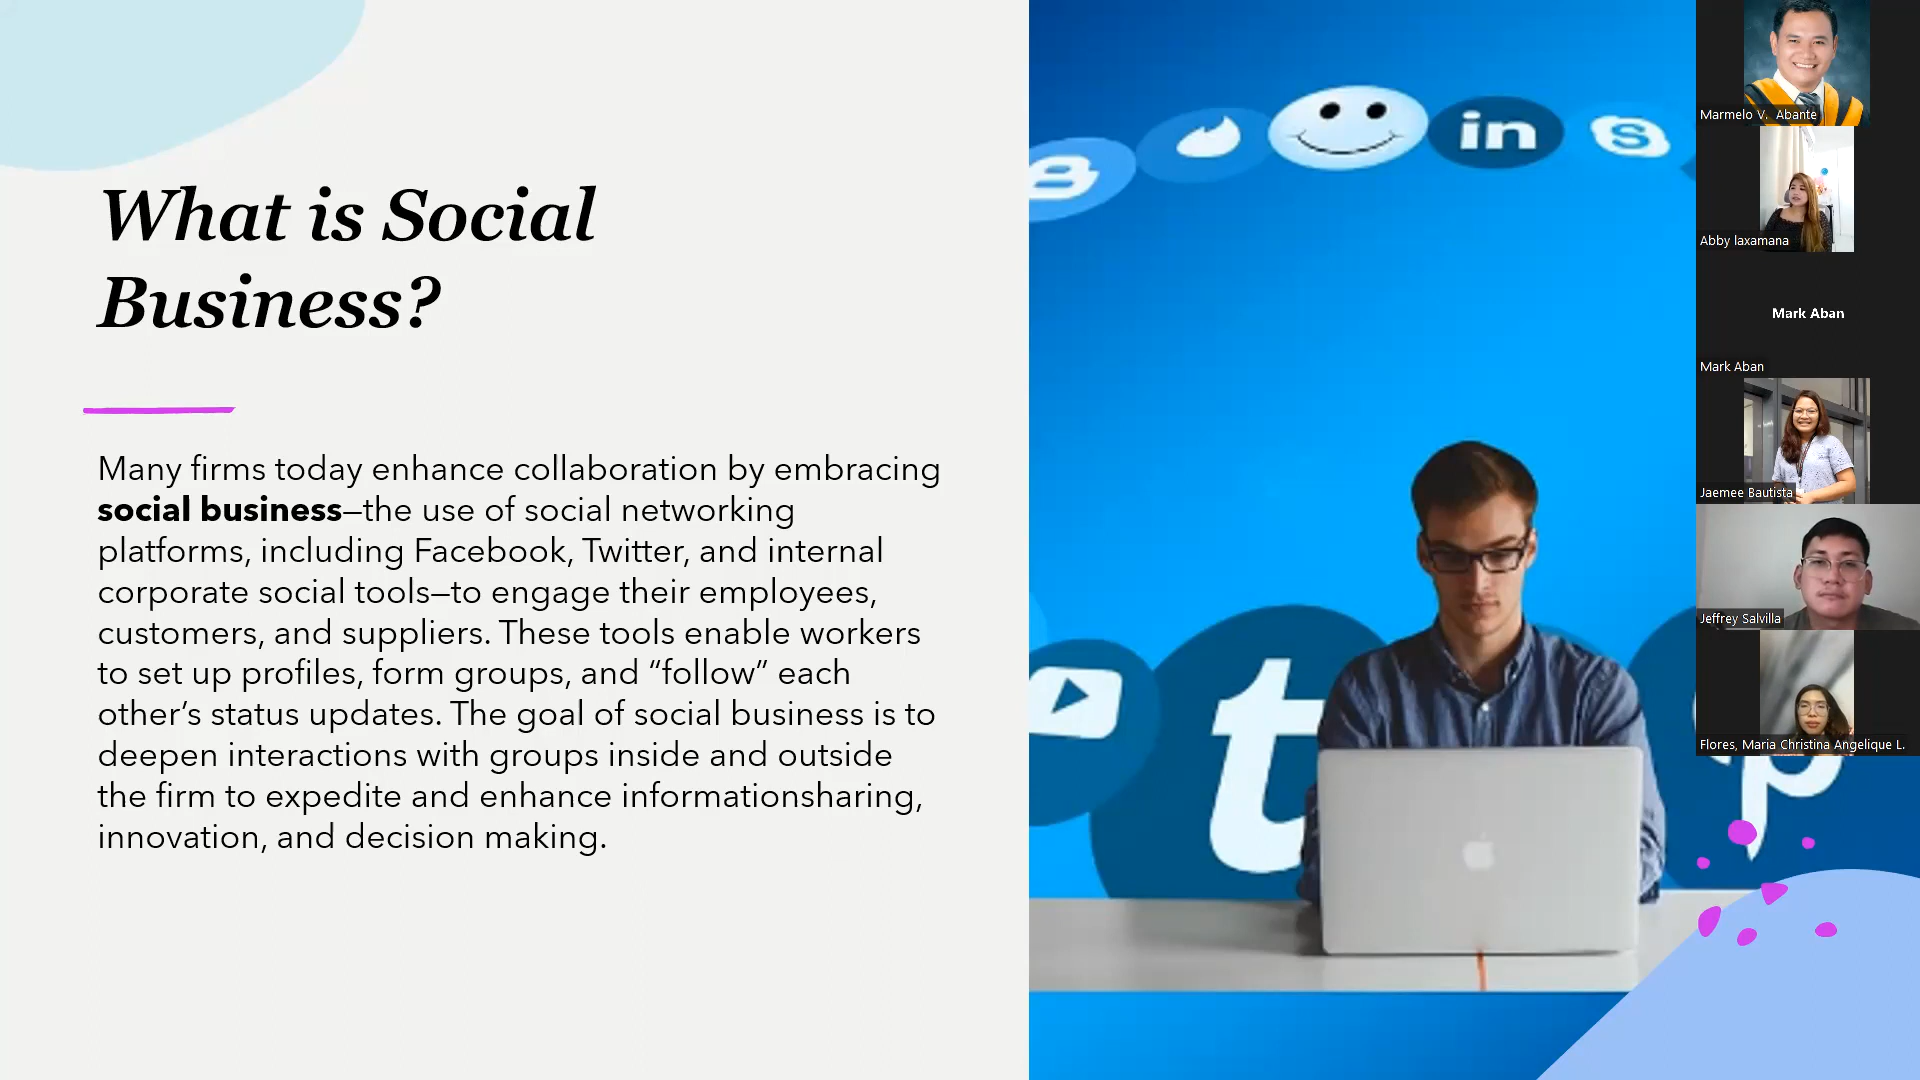 What is Social
Business?
Many firms today enhance collaboration by embracing
social business—the use of social networking
platforms, including Facebook, Twitter, and internal
corporate social tools—to engage their employees,
customers, and suppliers. These tools enable workers
to set up profiles, form groups, and “follow” each
other’s status updates. The goal of social business is to
deepen interactions with groups inside and outside
the firm to expedite and enhance informationsharing,
innovation, and decision making.
in
S
t
p
Marmelo V. Abante
Abby laxamana
Mark Aban
Mark Aban
Jaemee Bautista
Jeffrey Salvilla
Flores, Maria Christina Angelique L.